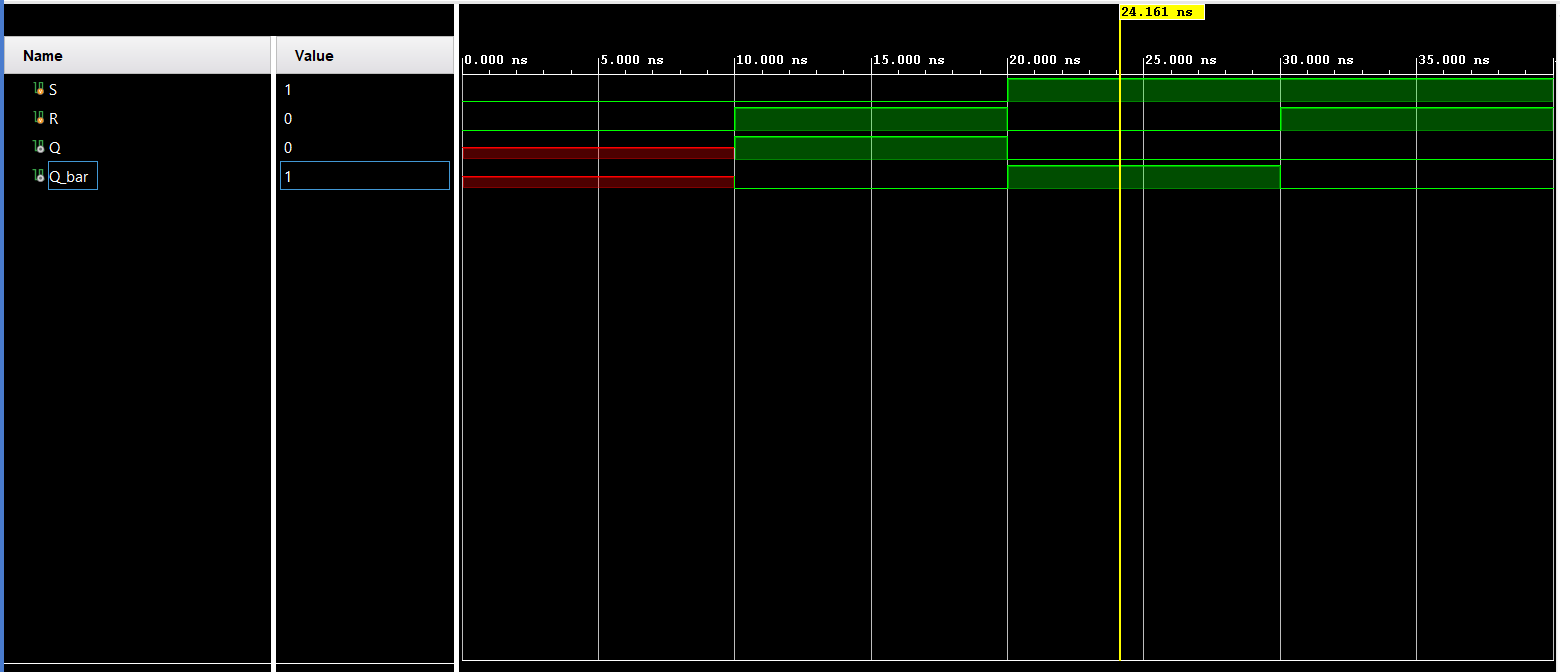 24.161 ns
Name Value
0.000 ns 5.000 ns 10.000 ns 15.000 ns 20.000 ns 25.000 ns 30.000 ns 35.000 ns
S 1
R 0
Q 0
Q_bar 1